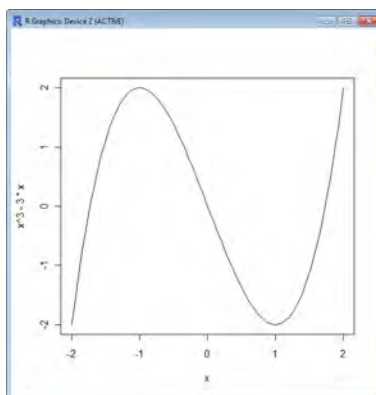 R Graphics: Device 2 (ACTIVE)
x^3 - 3 * x
2
1
0
-1
-2
-2 -1 0 1 2
x